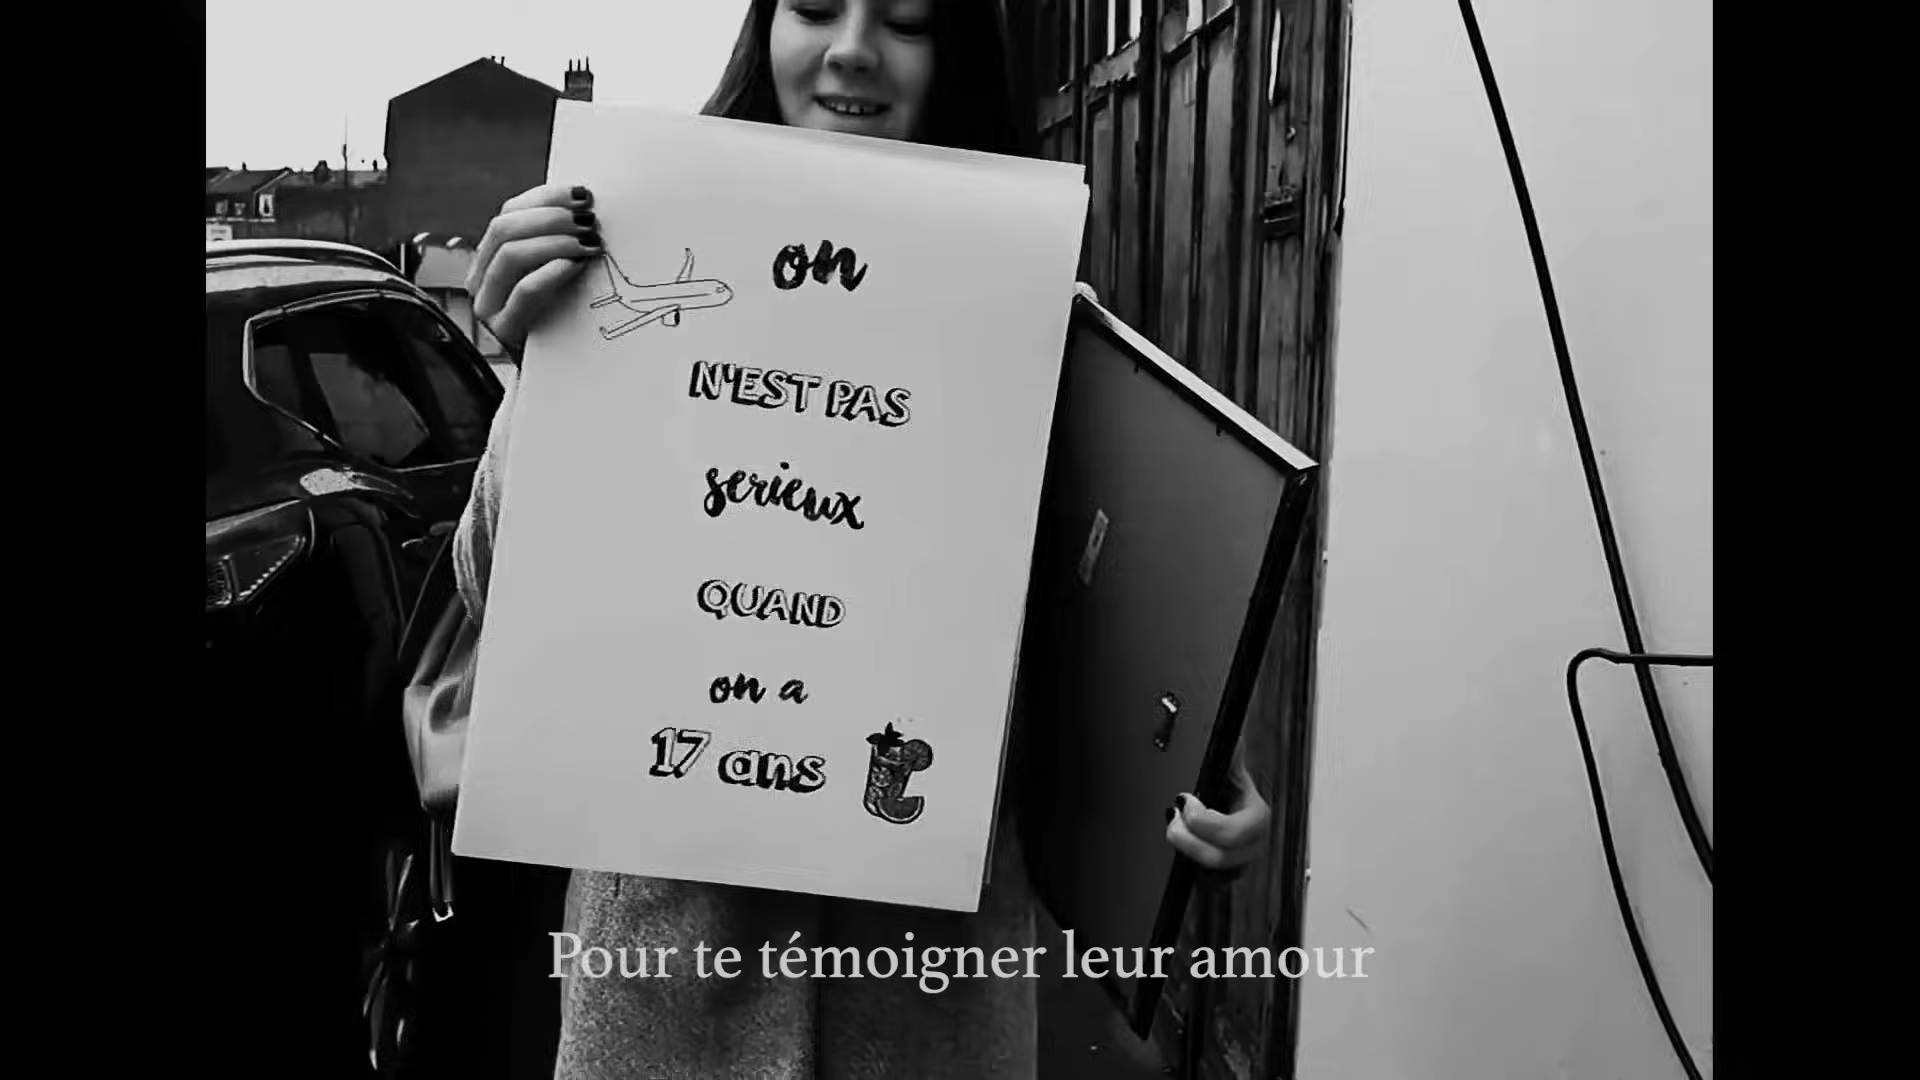 on
N'EST PAS
serieux
QUAND
on a
17 ans
Pour te témoigner leur amour